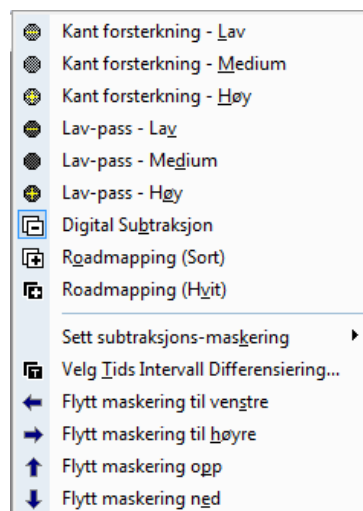 Kant forsterkning - Lav
Kant forsterkning - Medium
Kant forsterkning - Høy
Lav-pass - Lav
Lav-pass - Medium
Lav-pass - Høy
Digital Subtraksjon
Roadmapping (Sort)
Roadmapping (Hvit)
Sett subtraksjons-maskering
Velg Tids Intervall Differensiering...
Flytt maskering til venstre
Flytt maskering til høyre
Flytt maskering opp
Flytt maskering ned